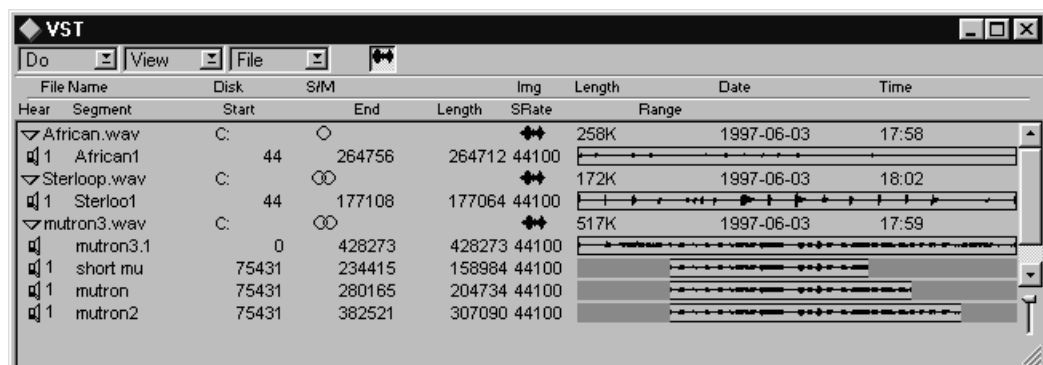 VST
Do View File
File Name Disk S/M Img Length Date Time
Hear Segment Start End Length SRate Range
African.wav C: 258K 1997-06-03 17:58
1 African1 44 264756 264712 44100
Sterloop.wav C: 172K 1997-06-03 18:02
1 Sterloo1 44 177108 177064 44100
mutron3.wav C: 517K 1997-06-03 17:59
mutron3.1 0 428273 428273 44100
1 short mu 75431 234415 158984 44100
1 mutron 75431 280165 204734 44100
1 mutron2 75431 382521 307090 44100